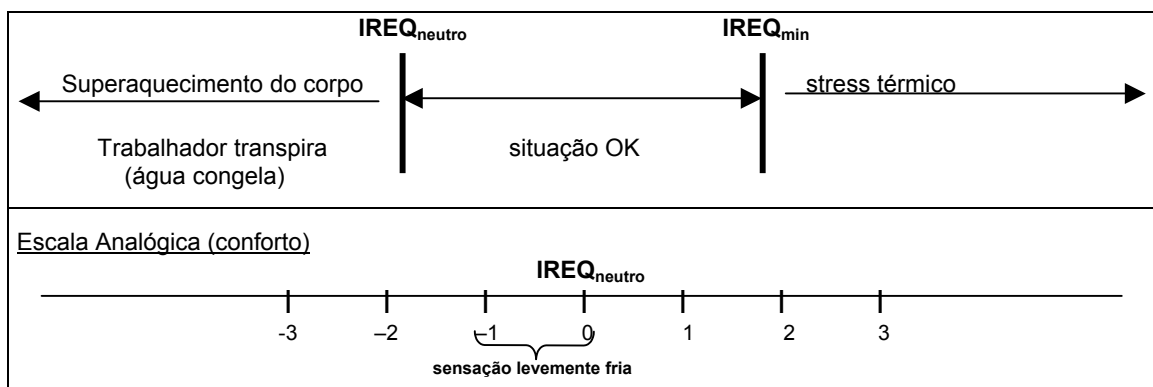 IREQneutro IREQmin
Superaquecimento do corpo stress térmico
Trabalhador transpira situação OK
(água congela)
Escala Analógica (conforto)
IREQneutro
-3 –2 –1 0 1 2 3
sensação levemente fria